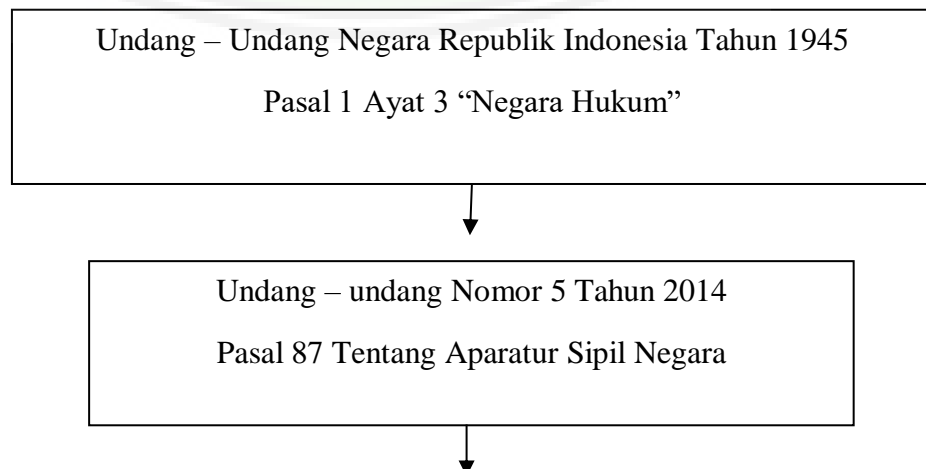 Undang – Undang Negara Republik Indonesia Tahun 1945
Pasal 1 Ayat 3 “Negara Hukum”
Undang – undang Nomor 5 Tahun 2014
Pasal 87 Tentang Aparatur Sipil Negara